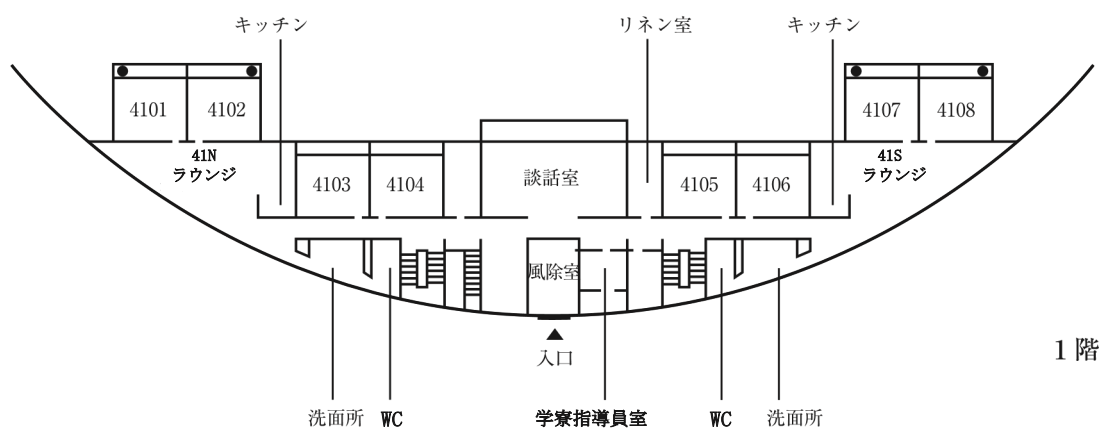 キッチン
リネン室
キッチン
4101
4102
4107
4108
41N
ラウンジ
41S
ラウンジ
4103
4104
談話室
4105
4106
風除室
入口
1階
洗面所
WC
学寮指導員室
WC
洗面所